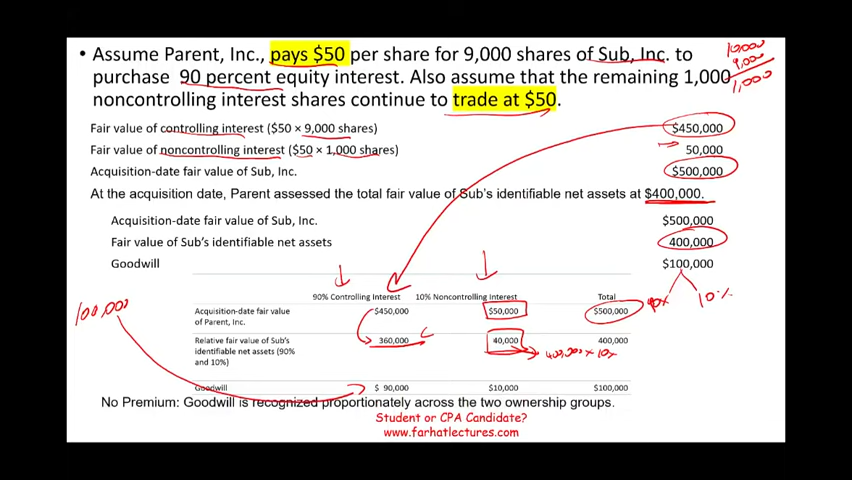 • Assume Parent, Inc., pays $50 per share for 9,000 shares of Sub, Inc. to
purchase 90 percent equity interest. Also assume that the remaining 1,000
noncontrolling interest shares continue to trade at $50.
10,000
9,000
1,000
Fair value of controlling interest ($50 × 9,000 shares) $450,000
Fair value of noncontrolling interest ($50 × 1,000 shares) 50,000
Acquisition-date fair value of Sub, Inc. $500,000
At the acquisition date, Parent assessed the total fair value of Sub's identifiable net assets at $400,000.
Acquisition-date fair value of Sub, Inc. $500,000
Fair value of Sub's identifiable net assets 400,000
Goodwill $100,000
90% 10%
90% Controlling Interest 10% Noncontrolling Interest Total
100,000
Acquisition-date fair value $450,000 $50,000 $500,000
of Parent, Inc.
Relative fair value of Sub's 360,000 40,000 400,000
identifiable net assets (90%
and 10%)
400,000 × 10%
Goodwill $ 90,000 $10,000 $100,000
No Premium: Goodwill is recognized proportionately across the two ownership groups.
Student or CPA Candidate?
www.farhatlectures.com